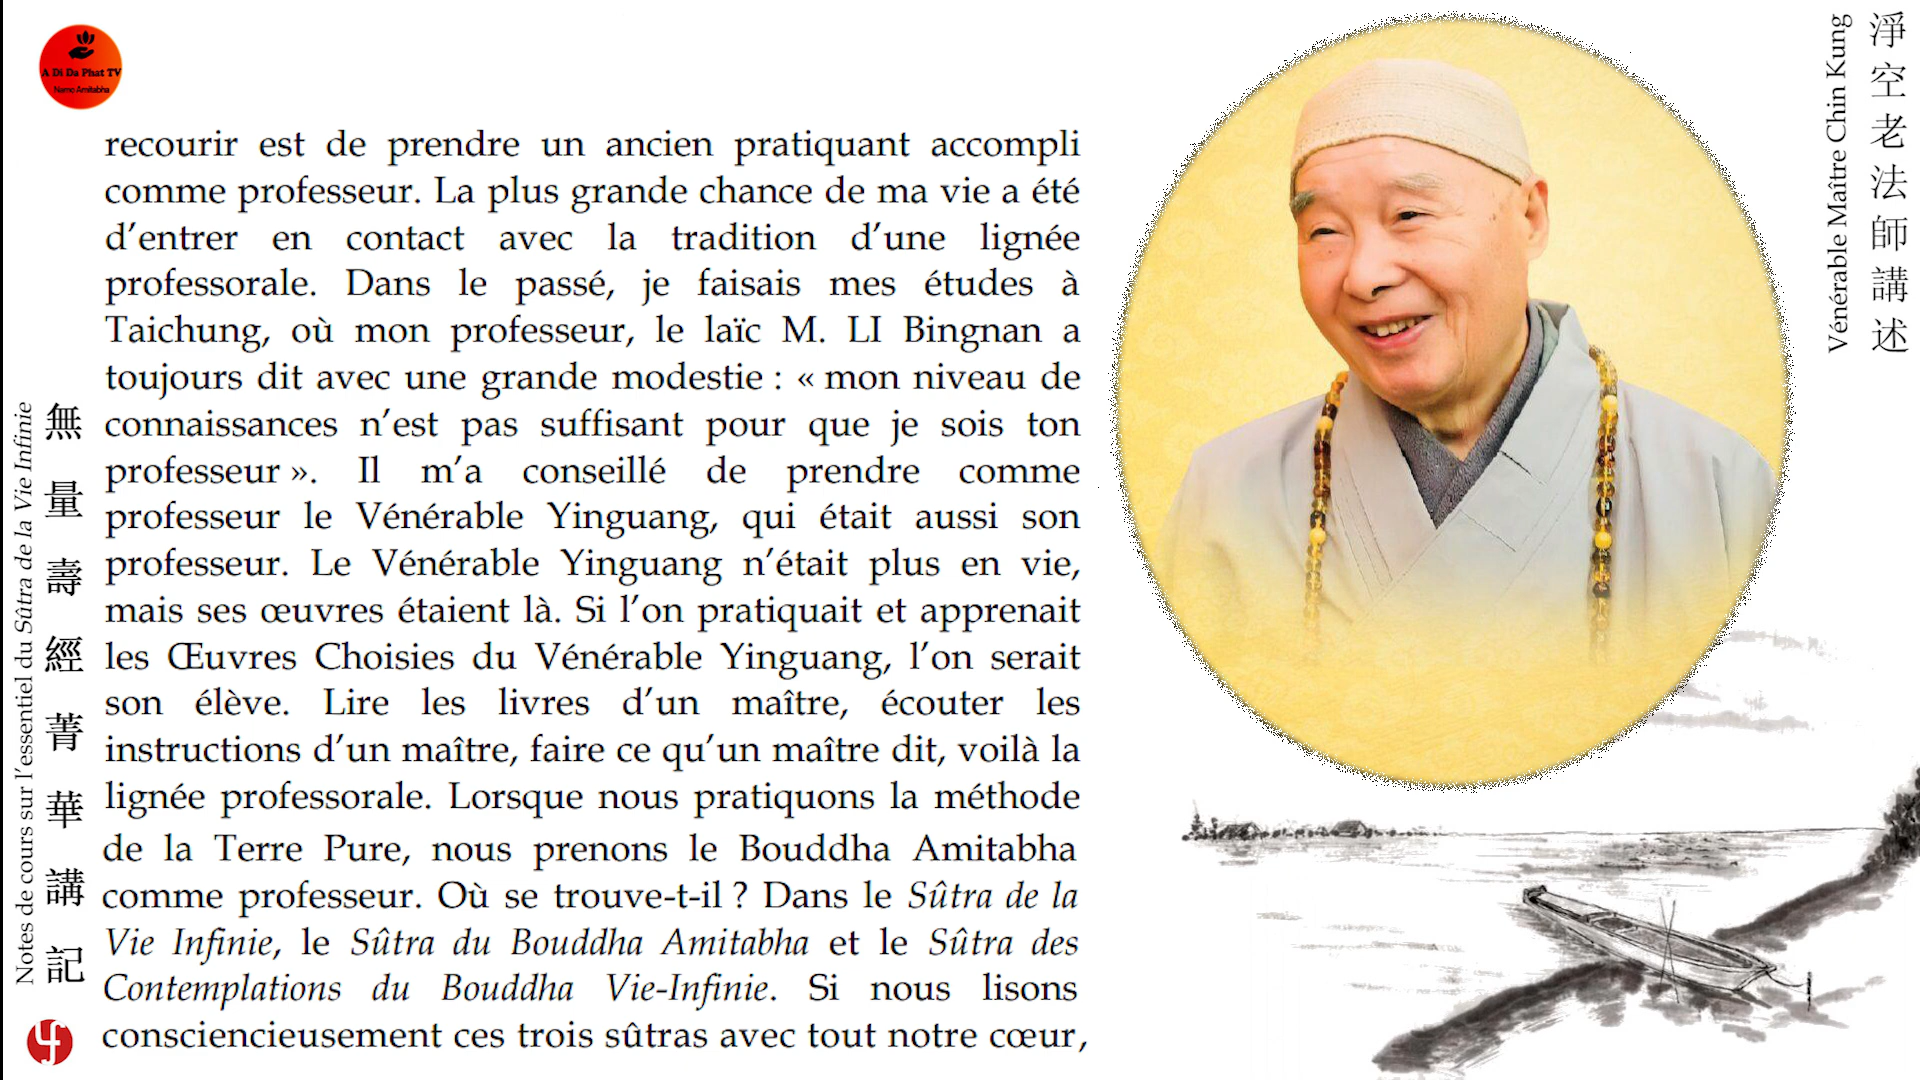 A Di Da Phat TV
Namo Amitabha
recourir est de prendre un ancien pratiquant accompli
comme professeur. La plus grande chance de ma vie a été
d’entrer en contact avec la tradition d’une lignée
professorale. Dans le passé, je faisais mes études à
Taichung, où mon professeur, le laïc M. LI Bingnan a
toujours dit avec une grande modestie : « mon niveau de
connaissances n’est pas suffisant pour que je sois ton
professeur ». Il m’a conseillé de prendre comme
professeur le Vénérable Yinguang, qui était aussi son
professeur. Le Vénérable Yinguang n’était plus en vie,
mais ses œuvres étaient là. Si l’on pratiquait et apprenait
les Œuvres Choisies du Vénérable Yinguang, l’on serait
son élève. Lire les livres d’un maître, écouter les
instructions d’un maître, faire ce qu’un maître dit, voilà la
lignée professorale. Lorsque nous pratiquons la méthode
de la Terre Pure, nous prenons le Bouddha Amitabha
comme professeur. Où se trouve-t-il ? Dans le Sûtra de la
Vie Infinie, le Sûtra du Bouddha Amitabha et le Sûtra des
Contemplations du Bouddha Vie-Infinie. Si nous lisons
consciencieusement ces trois sûtras avec tout notre cœur,
Notes de cours sur l’essentiel du Sûtra de la Vie Infinie
無量壽經菁華講記
Vénérable Maître Chin Kung
淨空老法師講述